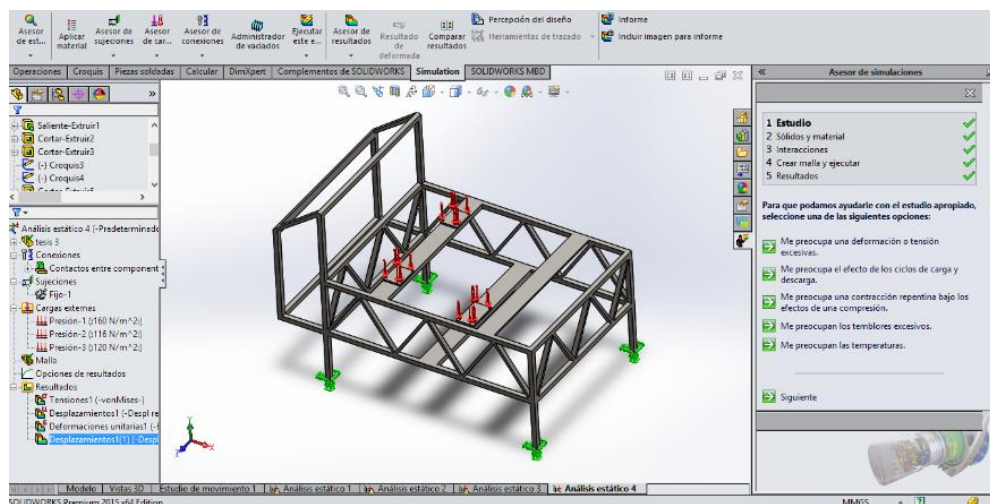 Asesor de est...
Aplicar material
Asesor de sujeciones
Asesor de car...
Asesor de conexiones
Administrador de vaciados
Ejecutar este e...
Asesor de resultados
Resultado de deformada
Comparar resultados
Percepción del diseño
Herramientas de trazado
Informe
Incluir imagen para informe
Operaciones
Croquis
Piezas soldadas
Calcular
DimXpert
Complementos de SOLIDWORKS
Simulation
SOLIDWORKS MBD
Saliente-Extruir1
Cortar-Extruir2
Cortar-Extruir3
(-) Croquis3
(-) Croquis4
Análisis estático 4 (-Predeterminado
tesis 3
Conexiones
Contactos entre component
Sujeciones
Fijo-1
Cargas externas
Presión-1 (:160 N/m^2:)
Presión-2 (:116 N/m^2:)
Presión-3 (:120 N/m^2:)
Malla
Opciones de resultados
Resultados
Tensiones1 (-vonMises-)
Desplazamientos1 (-Despl re
Deformaciones unitarias1 (-
Desplazamientos1(1) (-Despl
Asesor de simulaciones
1 Estudio
2 Sólidos y material
3 Interacciones
4 Crear malla y ejecutar
5 Resultados
Para que podamos ayudarle con el estudio apropiado,
seleccione una de las siguientes opciones:
Me preocupa una deformación o tensión
excesivas.
Me preocupa el efecto de los ciclos de carga y
descarga.
Me preocupa una contracción repentina bajo los
efectos de una compresión.
Me preocupan los temblores excesivos.
Me preocupan las temperaturas.
Siguiente
Modelo
Vistas 3D
Estudio de movimiento 1
Análisis estático 1
Análisis estático 2
Análisis estático 3
Análisis estático 4
SOLIDWORKS Premium 2015 x64 Edition
MMGS